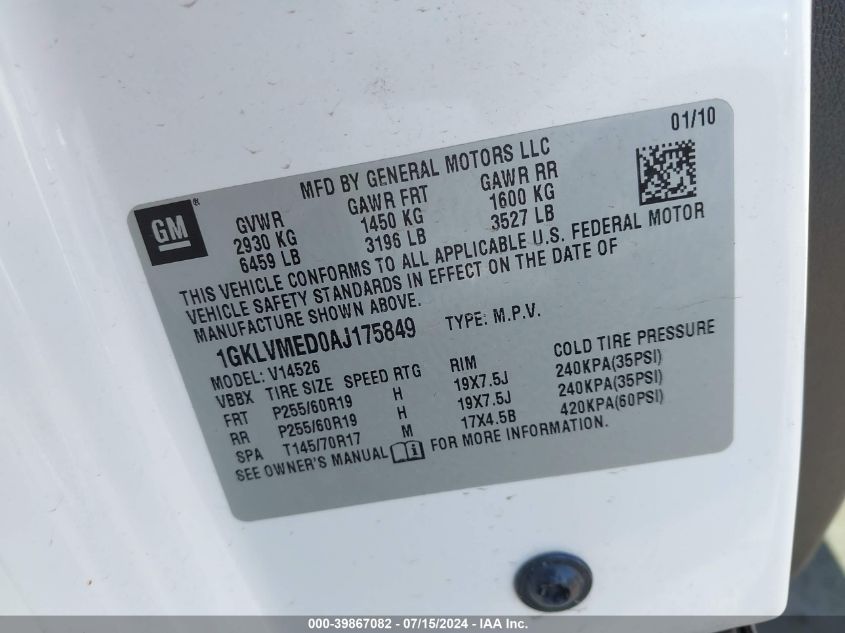 01/10
MFD BY GENERAL MOTORS LLC
GM®
GVWR GAWR FRT GAWR RR
2930 KG 1450 KG 1600 KG
6459 LB 3196 LB 3527 LB
THIS VEHICLE CONFORMS TO ALL APPLICABLE U.S. FEDERAL MOTOR
VEHICLE SAFETY STANDARDS IN EFFECT ON THE DATE OF
MANUFACTURE SHOWN ABOVE.
1GKLVMED0AJ175849 TYPE: M.P.V.
MODEL: V14526
VBBX TIRE SIZE SPEED RTG RIM COLD TIRE PRESSURE
FRT P255/60R19 H 19X7.5J 240KPA(35PSI)
RR P255/60R19 H 19X7.5J 240KPA(35PSI)
SPA T145/70R17 M 17X4.5B 420KPA(60PSI)
SEE OWNER'S MANUAL FOR MORE INFORMATION.
000-39867082 - 07/15/2024 - IAA Inc.